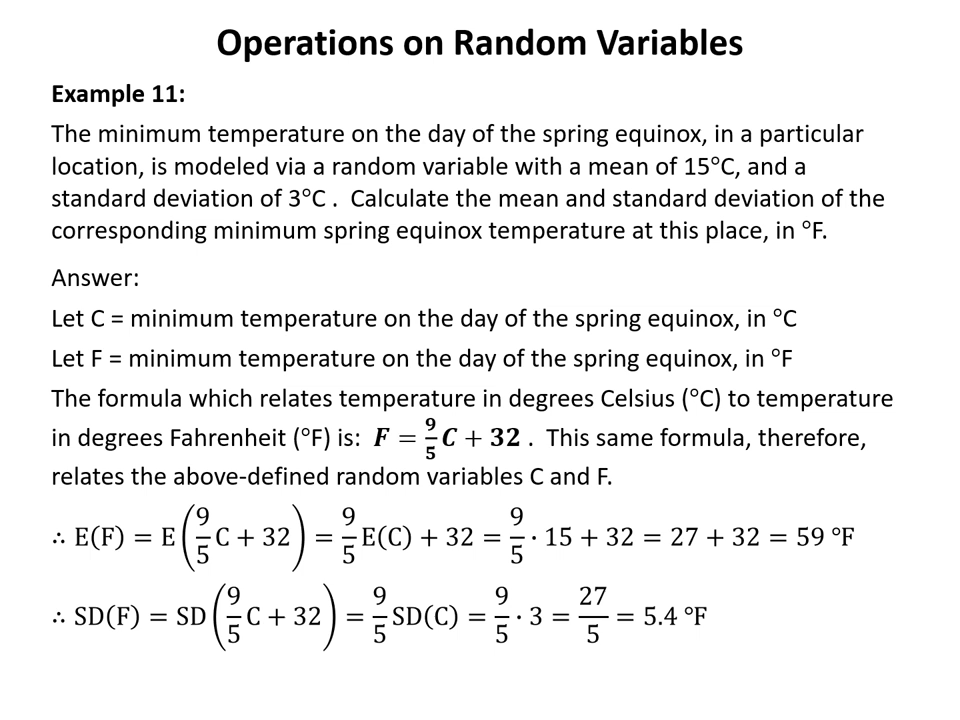 Operations on Random Variables
Example 11:
The minimum temperature on the day of the spring equinox, in a particular
location, is modeled via a random variable with a mean of 15°C, and a
standard deviation of 3°C . Calculate the mean and standard deviation of the
corresponding minimum spring equinox temperature at this place, in °F.
Answer:
Let C = minimum temperature on the day of the spring equinox, in °C
Let F = minimum temperature on the day of the spring equinox, in °F
The formula which relates temperature in degrees Celsius (°C) to temperature
in degrees Fahrenheit (°F) is: F = 9/5 C + 32 . This same formula, therefore,
relates the above-defined random variables C and F.
∴ E(F) = E(9/5 C + 32) = 9/5 E(C) + 32 = 9/5 · 15 + 32 = 27 + 32 = 59 °F
∴ SD(F) = SD(9/5 C + 32) = 9/5 SD(C) = 9/5 · 3 = 27/5 = 5.4 °F